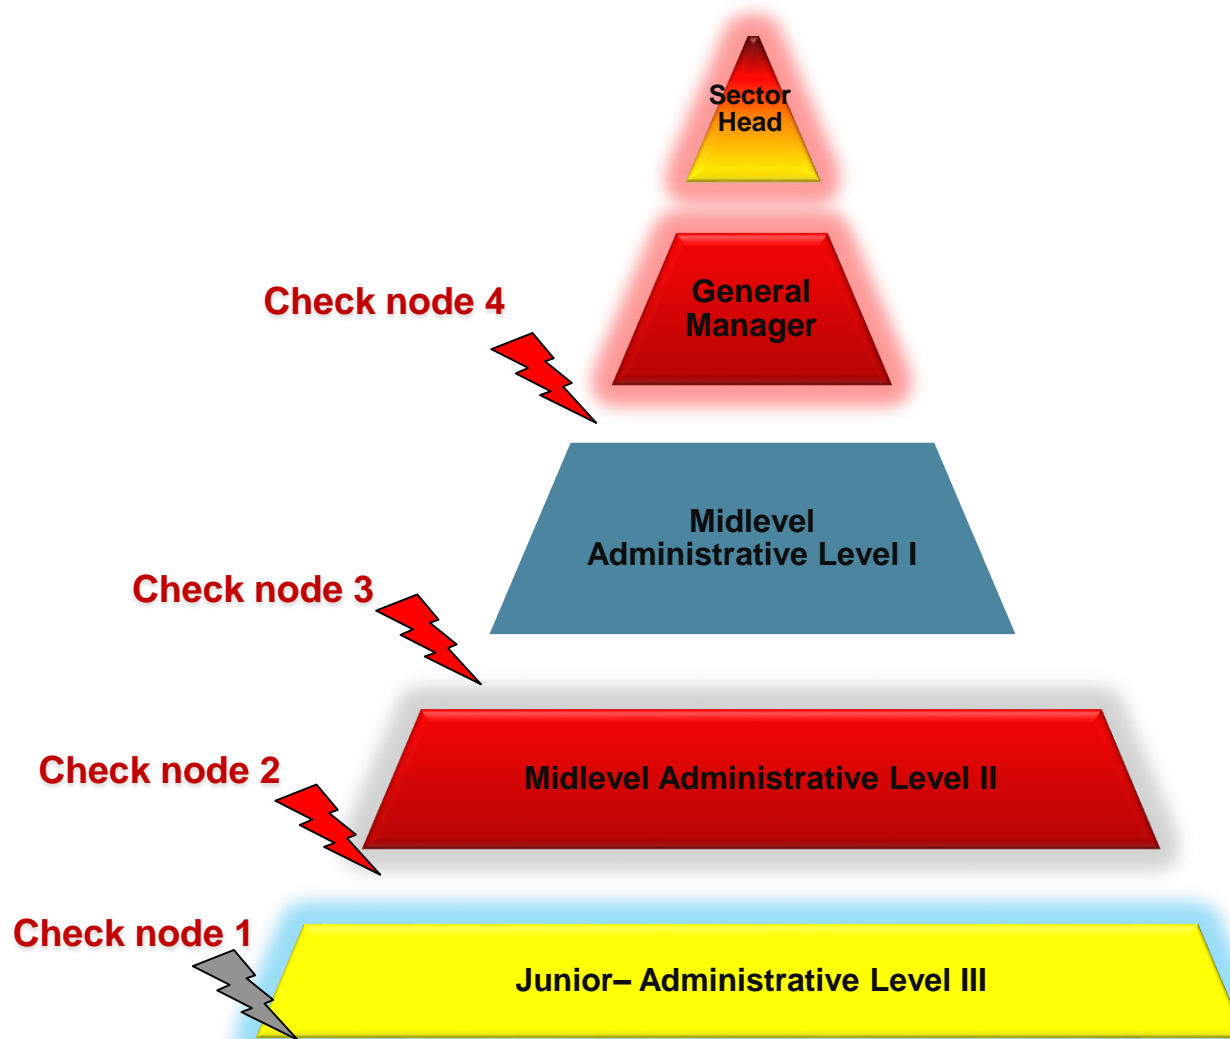 Sector
Head
General
Manager
Check node 4
Midlevel
Administrative Level I
Check node 3
Midlevel Administrative Level II
Check node 2
Check node 1
Junior– Administrative Level III